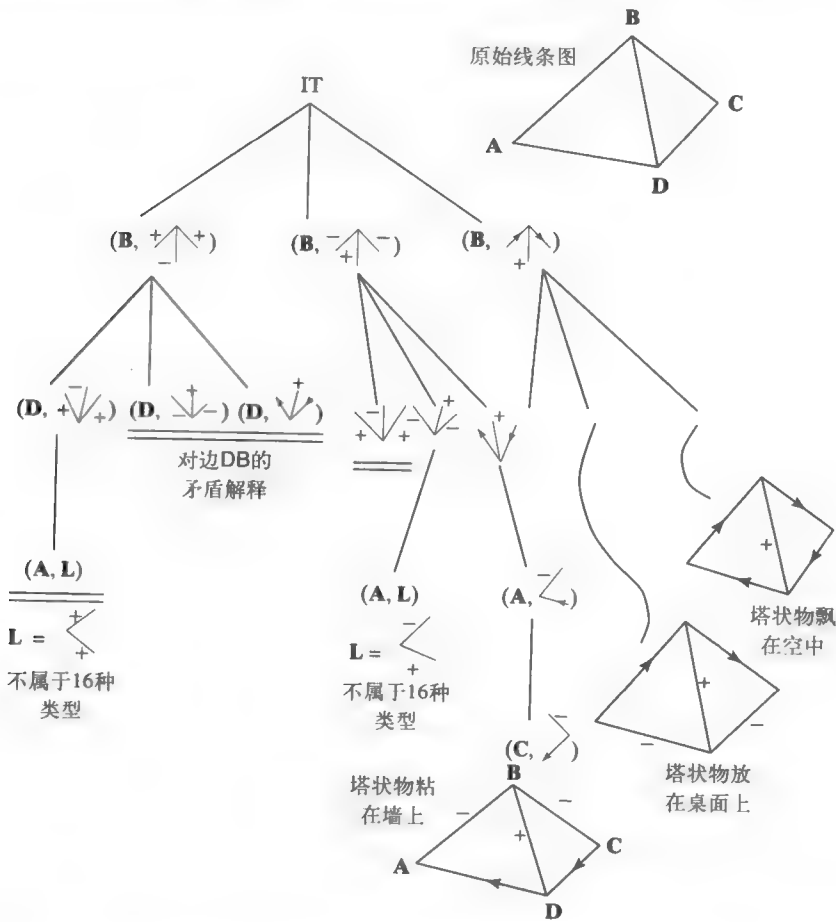 B
原始线条图
IT
C
A
D
(B, + + − )
(B, − − + )
(B, + )
(D, + − + )
(D, − + − )
(D, + )
− + +
+ − −
+
对边DB的
矛盾解释
(A, L)
L = + +
不属于16种
类型
(A, L)
L = − +
不属于16种
类型
(A, − )
(C, − )
+
塔状物飘
在空中
+
− −
塔状物放
在桌面上
塔状物粘
在墙上
B
− −
+
A
C
D